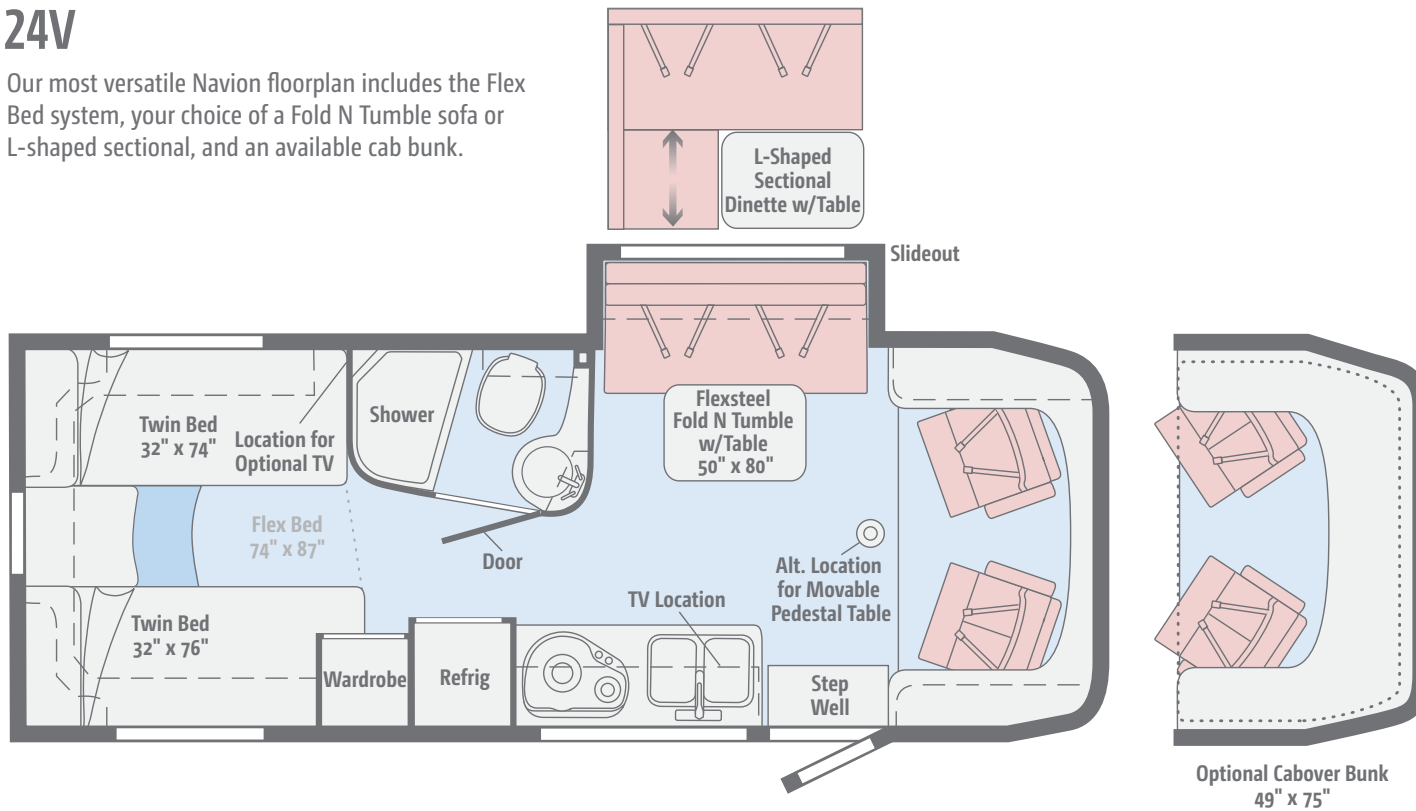 24V
Our most versatile Navion floorplan includes the Flex
Bed system, your choice of a Fold N Tumble sofa or
L-shaped sectional, and an available cab bunk.
L-Shaped
Sectional
Dinette w/Table
Slideout
Flexsteel
Fold N Tumble
w/Table
50" x 80"
Shower
Twin Bed
32" x 74"
Location for
Optional TV
Flex Bed
74" x 87"
Door
Alt. Location
for Movable
Pedestal Table
TV Location
Twin Bed
32" x 76"
Wardrobe
Refrig
Step
Well
Optional Cabover Bunk
49" x 75"